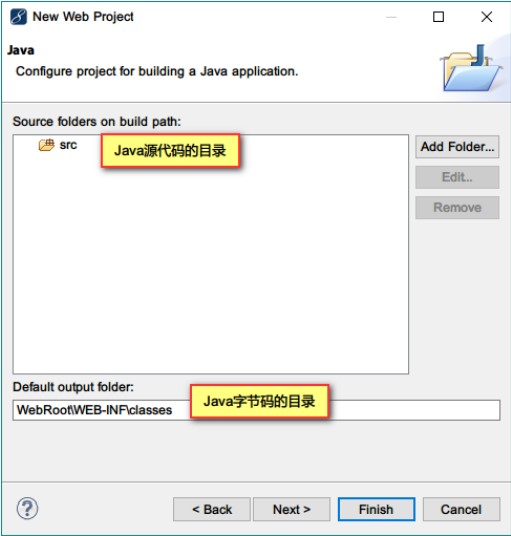 New Web Project
Java
Configure project for building a Java application.
Source folders on build path:
src
Java源代码的目录
Add Folder...
Edit...
Remove
Default output folder:
Java字节码的目录
WebRoot\WEB-INF\classes
?
< Back
Next >
Finish
Cancel